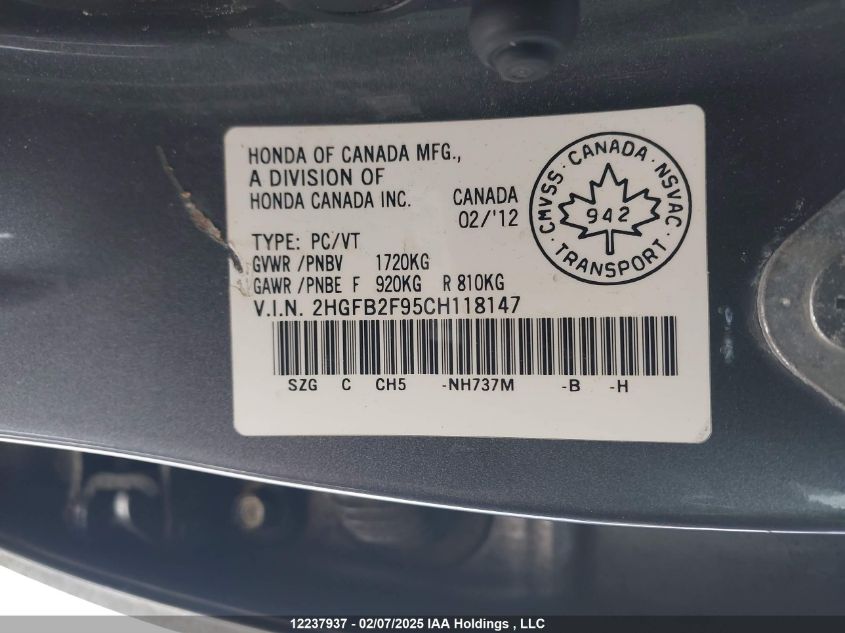 HONDA OF CANADA MFG.,
A DIVISION OF
HONDA CANADA INC.
CANADA
02/'12
CMVSS · CANADA · NSVAC
942
· TRANSPORT ·
TYPE: PC/VT
GVWR /PNBV 1720KG
GAWR /PNBE F 920KG R 810KG
V.I.N. 2HGFB2F95CH118147
SZG C CH5 -NH737M -B -H
12237937 - 02/07/2025 IAA Holdings , LLC